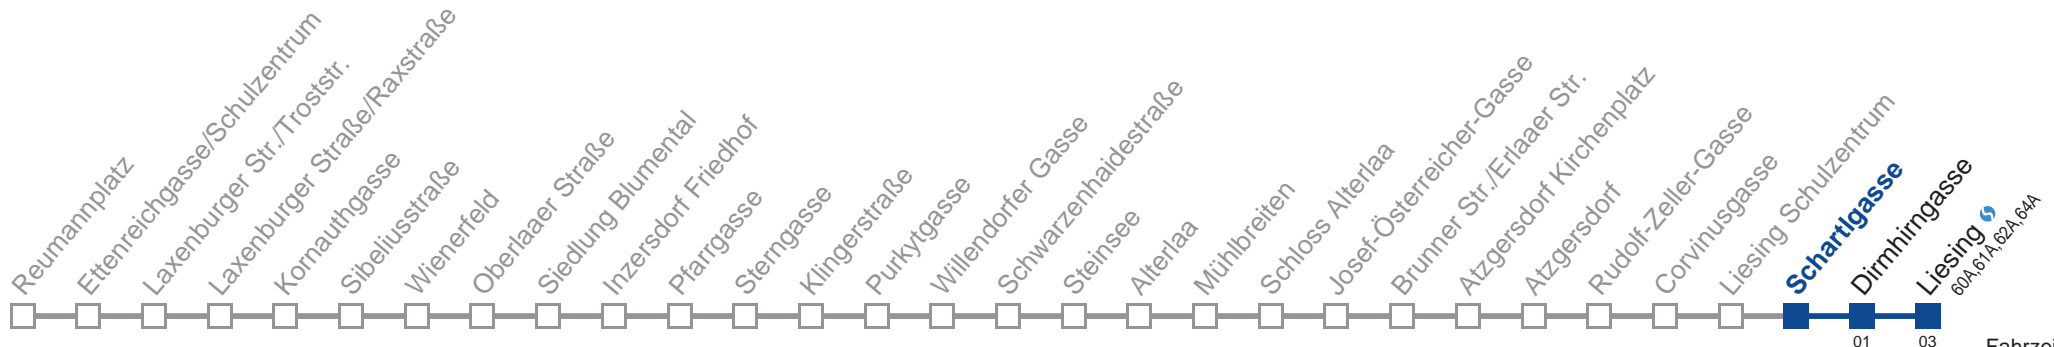 Reumannplatz
Ettenreichgasse/Schulzentrum
Laxenburger Str./Troststr.
Laxenburger Straße/Raxstraße
Kornauthgasse
Sibeliusstraße
Wienerfeld
Oberlaaer Straße
Siedlung Blumental
Inzersdorf Friedhof
Pfarrgasse
Sterngasse
Klingerstraße
Purkytgasse
Willendorfer Gasse
Schwarzenhaidestraße
Steinsee
Alterlaa
Mühlbreiten
Schloss Alterlaa
Josef-Österreicher-Gasse
Brunner Str./Erlaaer Str.
Atzgersdorf Kirchenplatz
Atzgersdorf
Rudolf-Zeller-Gasse
Corvinusgasse
Liesing Schulzentrum
Schartlgasse
Dirmhirngasse
Liesing
60A,61A,62A,64A
01
03